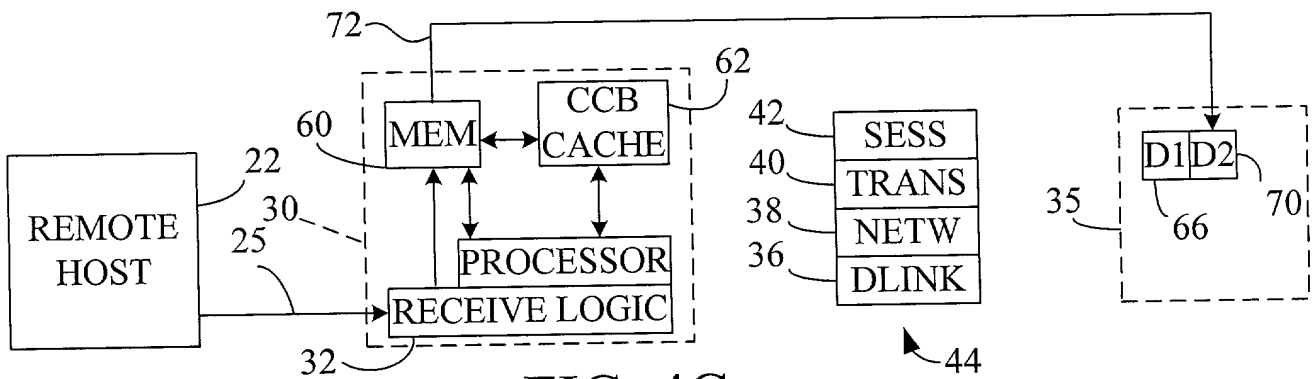 72
62
60
MEM
CCB
CACHE
42
SESS
D1
D2
22
40
TRANS
REMOTE
HOST
30
38
NETW
35
66
70
25
PROCESSOR
36
DLINK
RECEIVE LOGIC
32
44